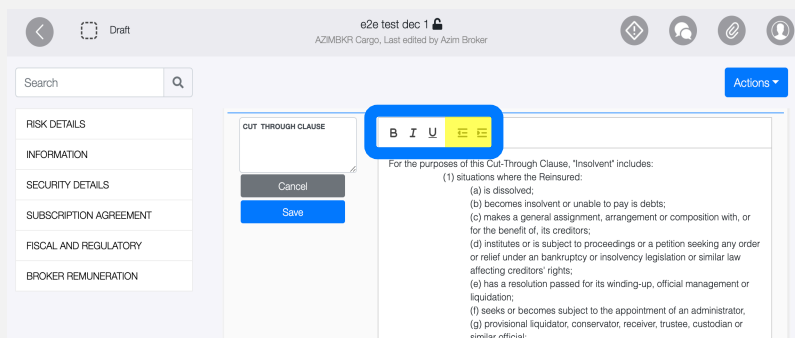 Draft
e2e test dec 1
AZIMBKR Cargo, Last edited by Azim Broker
Search
Actions
RISK DETAILS
INFORMATION
SECURITY DETAILS
SUBSCRIPTION AGREEMENT
FISCAL AND REGULATORY
BROKER REMUNERATION
CUT THROUGH CLAUSE
Cancel
Save
B I U
For the purposes of this Cut-Through Clause, "Insolvent" includes:
(1) situations where the Reinsured:
(a) is dissolved;
(b) becomes insolvent or unable to pay is debts;
(c) makes a general assignment, arrangement or composition with, or
for the benefit of, its creditors;
(d) institutes or is subject to proceedings or a petition seeking any order
or relief under an bankruptcy or insolvency legislation or similar law
affecting creditors' rights;
(e) has a resolution passed for its winding-up, official management or
liquidation;
(f) seeks or becomes subject to the appointment of an administrator,
(g) provisional liquidator, conservator, receiver, trustee, custodian or
similar official;